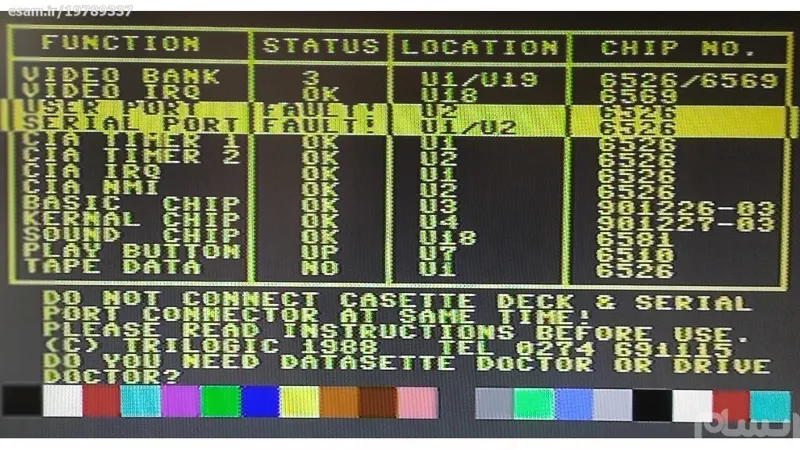 esam.ir/19789337
FUNCTION STATUS LOCATION CHIP NO.
VIDEO BANK 3 U1/U19 6526/6569
VIDEO IRQ OK U18 6569
USER PORT FAULT! U2 6526
SERIAL PORT FAULT! U1/U2 6526
CIA TIMER 1 OK U1 6526
CIA TIMER 2 OK U2 6526
CIA IRQ OK U1 6526
CIA NMI OK U2 6526
BASIC CHIP OK U3 901226-03
KERNAL CHIP OK U4 901227-03
SOUND CHIP OK U18 6581
PLAY BUTTON UP U7 6510
TAPE DATA NO U1 6526
DO NOT CONNECT CASETTE DECK & SERIAL
PORT CONNECTOR AT SAME TIME!
PLEASE READ INSTRUCTIONS BEFORE USE.
(C) TRILOGIC 1988 TEL 0274 691115
DO YOU NEED DATASETTE DOCTOR OR DRIVE
DOCTOR?
ایسام